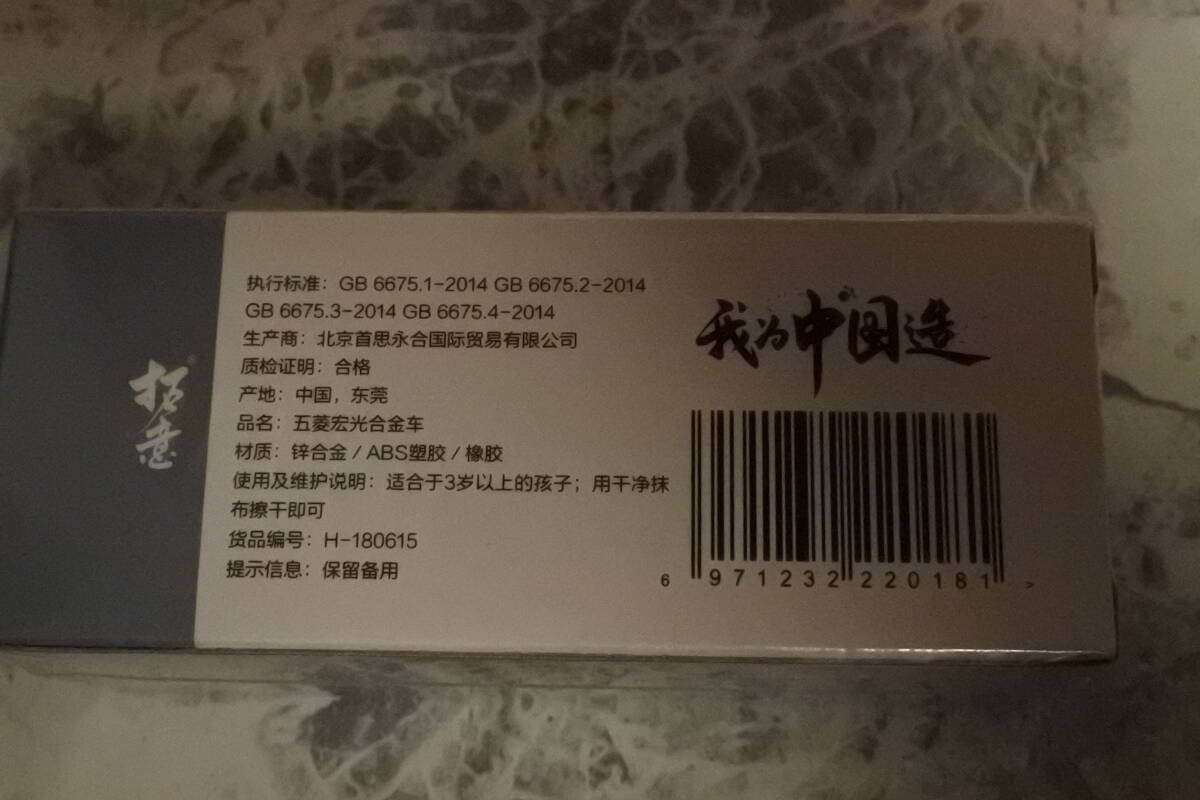 拓意
执行标准：GB 6675.1-2014 GB 6675.2-2014
GB 6675.3-2014 GB 6675.4-2014
生产商：北京首思永合国际贸易有限公司
质检证明：合格
产地：中国，东莞
品名：五菱宏光合金车
材质：锌合金 / ABS塑胶 / 橡胶
使用及维护说明：适合于3岁以上的孩子；用干净抹
布擦干即可
货品编号：H-180615
提示信息：保留备用
我为中国造
6 971232 220181 >